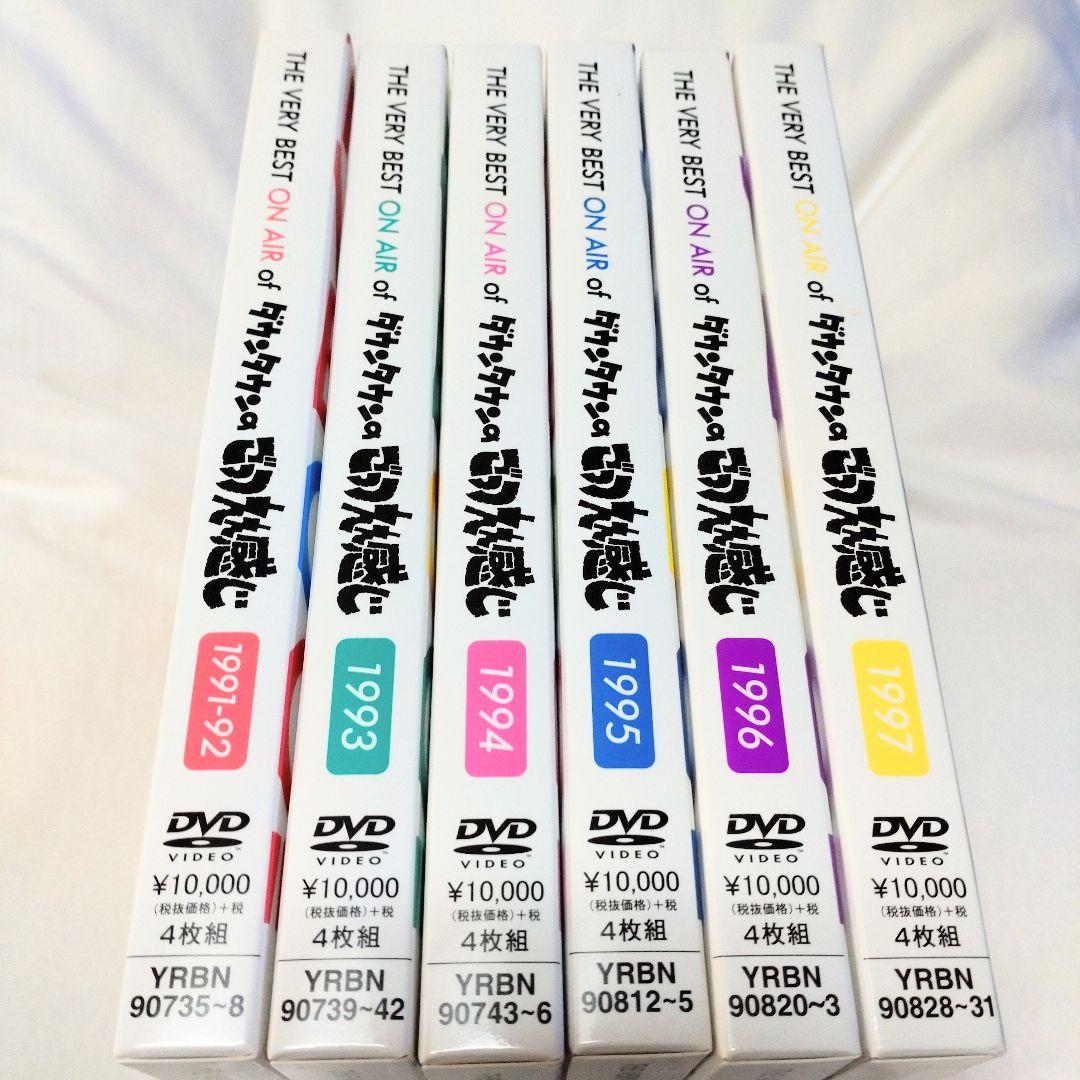 THE VERY BEST ON AIR of ダウンタウンのごっつええ感じ
1991-92
DVD
VIDEO™
¥10,000
(税抜価格)+税
4枚組
YRBN
90735~8
THE VERY BEST ON AIR of ダウンタウンのごっつええ感じ
1993
DVD
VIDEO™
¥10,000
(税抜価格)+税
4枚組
YRBN
90739~42
THE VERY BEST ON AIR of ダウンタウンのごっつええ感じ
1994
DVD
VIDEO™
¥10,000
(税抜価格)+税
4枚組
YRBN
90743~6
THE VERY BEST ON AIR of ダウンタウンのごっつええ感じ
1995
DVD
VIDEO™
¥10,000
(税抜価格)+税
4枚組
YRBN
90812~5
THE VERY BEST ON AIR of ダウンタウンのごっつええ感じ
1996
DVD
VIDEO™
¥10,000
(税抜価格)+税
4枚組
YRBN
90820~3
THE VERY BEST ON AIR of ダウンタウンのごっつええ感じ
1997
DVD
VIDEO™
¥10,000
(税抜価格)+税
4枚組
YRBN
90828~31